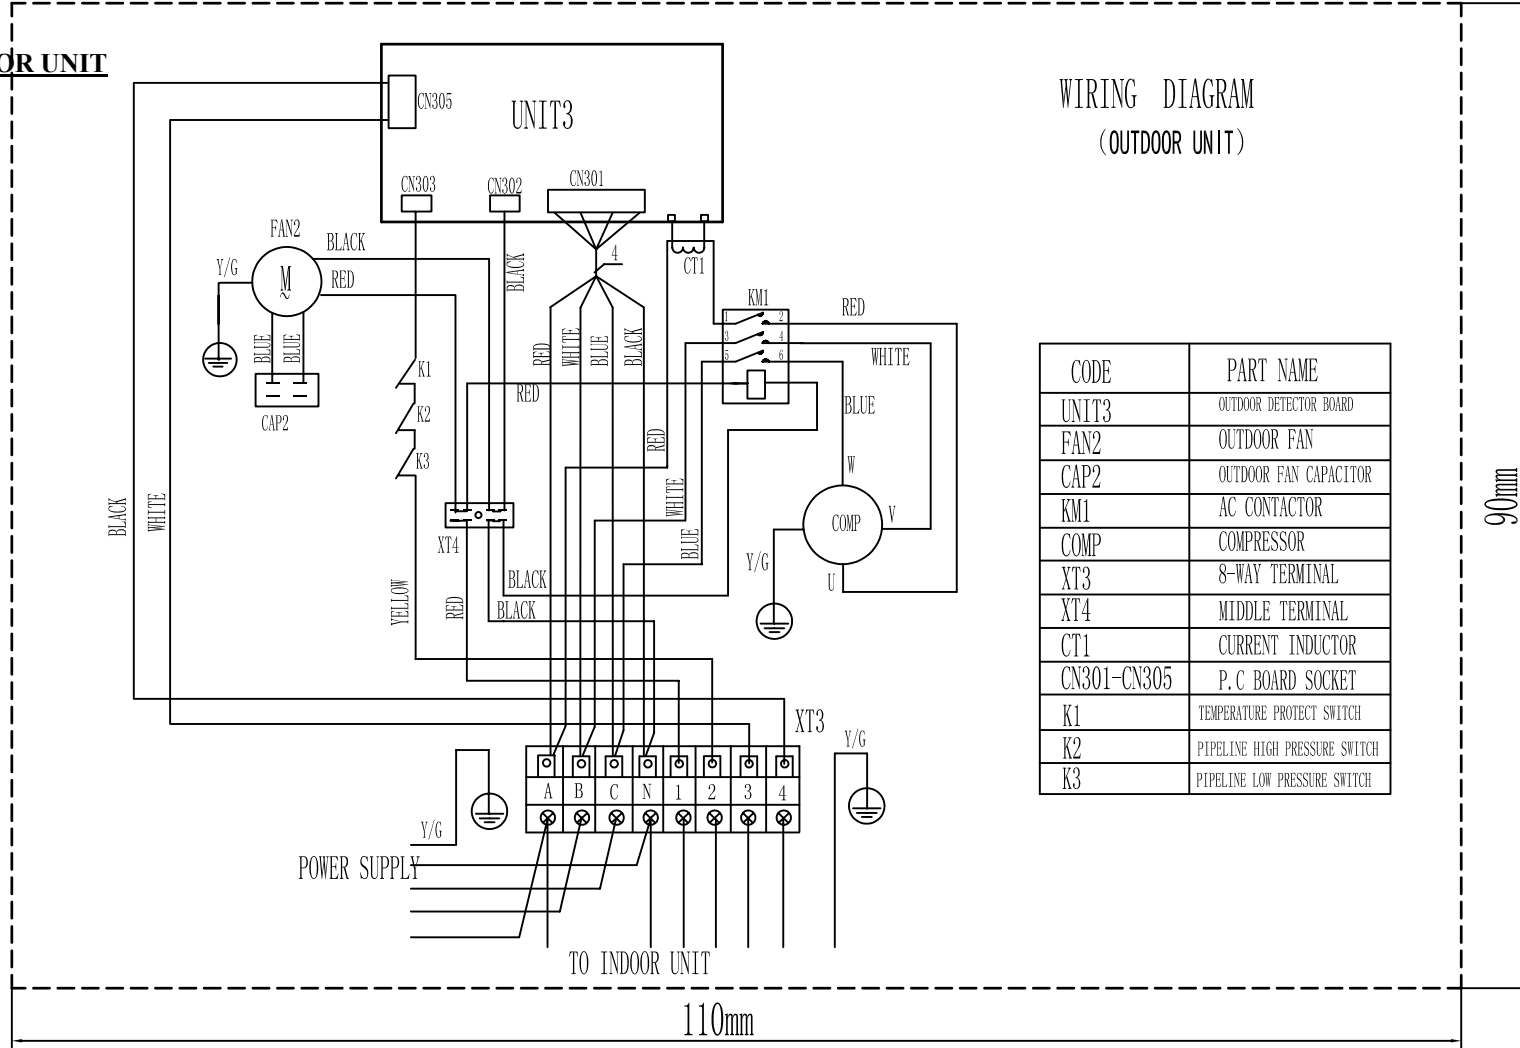 OR UNIT
WIRING DIAGRAM
(OUTDOOR UNIT)
CN305
UNIT3
CN303
CN302
CN301
FAN2
BLACK
4
CT1
Y/G
M
~
RED
BLACK
KM1
1
2
RED
3
4
WHITE
5
6
BLUE
BLUE
CAP2
K1
K2
K3
RED
WHITE
BLUE
BLACK
RED
BLUE
RED
W
V
U
COMP
Y/G
BLACK
WHITE
WHITE
BLUE
XT4
BLACK
BLACK
YELLOW
RED
XT3
Y/G
A B C N 1 2 3 4
Y/G
POWER SUPPLY
TO INDOOR UNIT
CODE PART NAME
UNIT3 OUTDOOR DETECTOR BOARD
FAN2 OUTDOOR FAN
CAP2 OUTDOOR FAN CAPACITOR
KM1 AC CONTACTOR
COMP COMPRESSOR
XT3 8-WAY TERMINAL
XT4 MIDDLE TERMINAL
CT1 CURRENT INDUCTOR
CN301-CN305 P.C BOARD SOCKET
K1 TEMPERATURE PROTECT SWITCH
K2 PIPELINE HIGH PRESSURE SWITCH
K3 PIPELINE LOW PRESSURE SWITCH
90mm
110mm